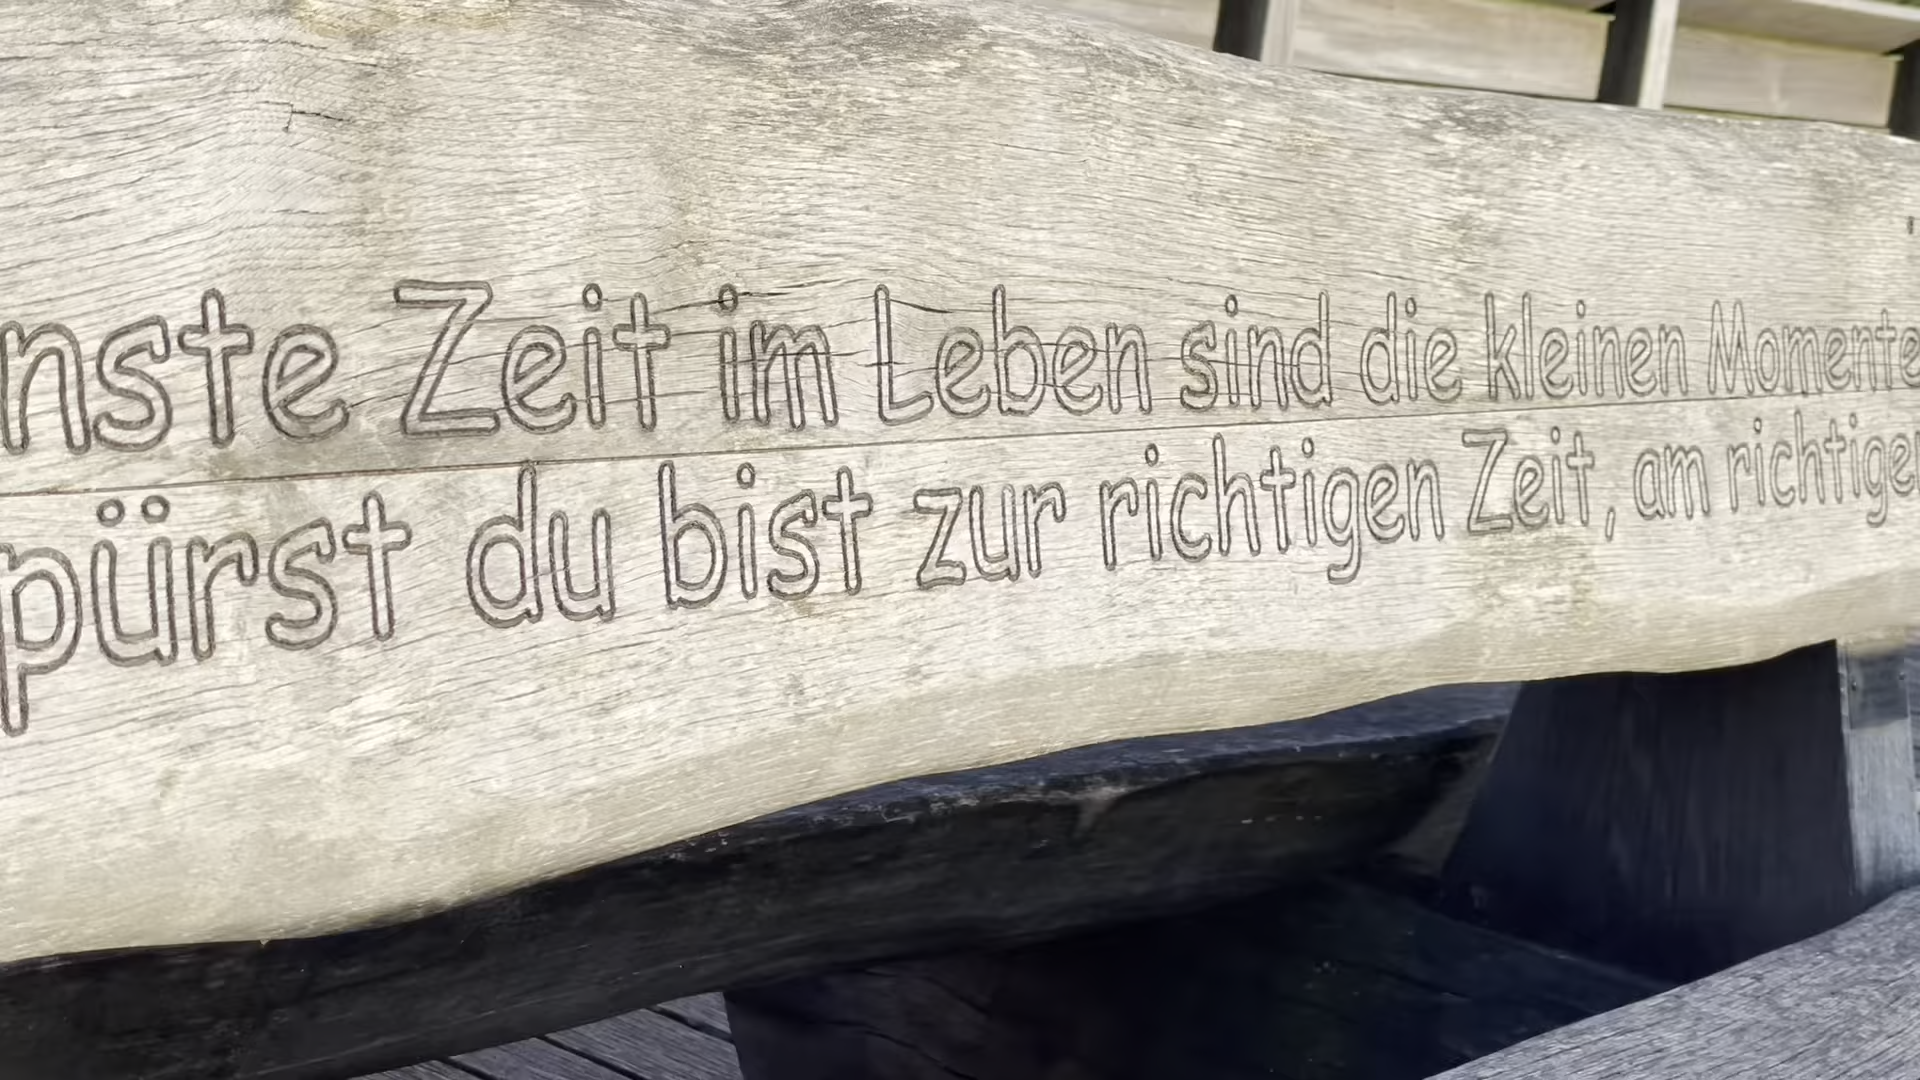 nste Zeit im Leben sind die kleinen Momente
pürst du bist zur richtigen Zeit, am richtigen